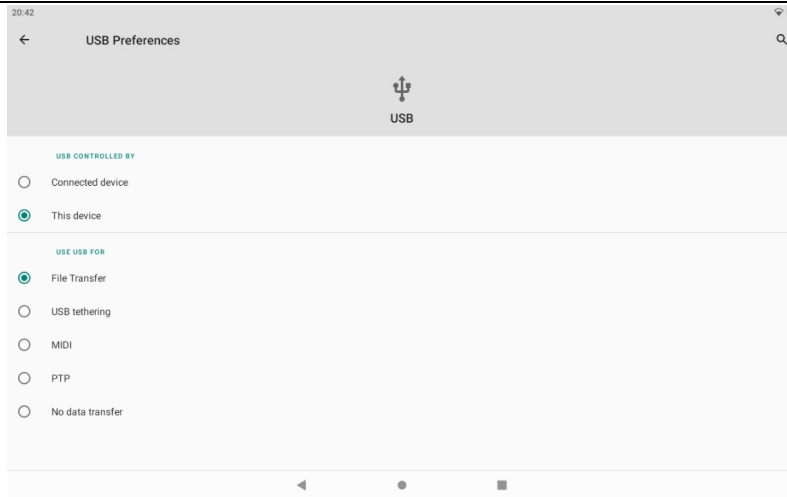 20:42
USB Preferences
USB
USB CONTROLLED BY
Connected device
This device
USE USB FOR
File Transfer
USB tethering
MIDI
PTP
No data transfer